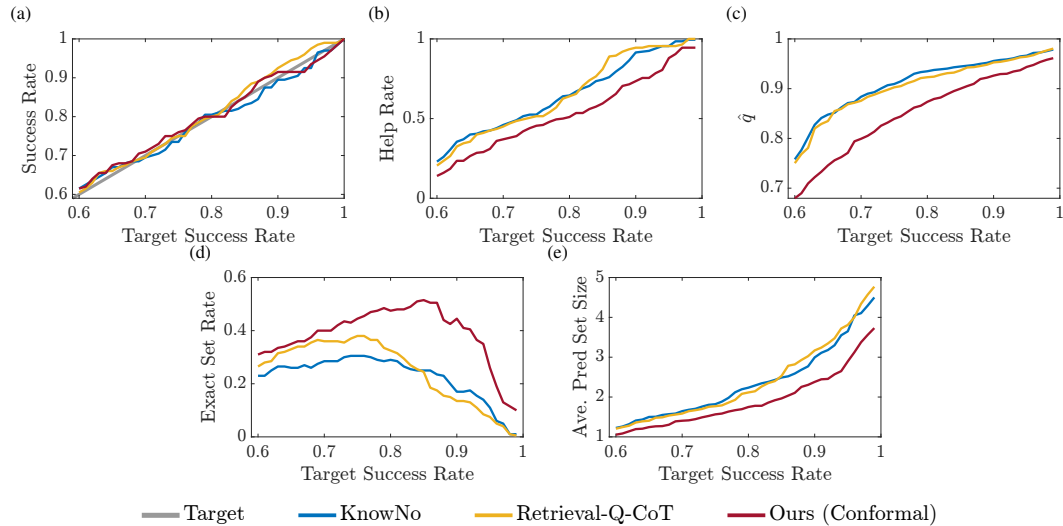 (a)
(b)
(c)
1
0.9
0.8
0.7
0.6
Success Rate
0.6 0.7 0.8 0.9 1
Target Success Rate
1
0.5
0
Help Rate
0.6 0.7 0.8 0.9 1
Target Success Rate
1
0.9
0.8
0.7
q̂
0.6 0.7 0.8 0.9 1
Target Success Rate
(d)
(e)
0.6
0.4
0.2
0
Exact Set Rate
0.6 0.7 0.8 0.9 1
Target Success Rate
5
4
3
2
1
Ave. Pred Set Size
0.6 0.7 0.8 0.9 1
Target Success Rate
Target KnowNo Retrieval-Q-CoT Ours (Conformal)